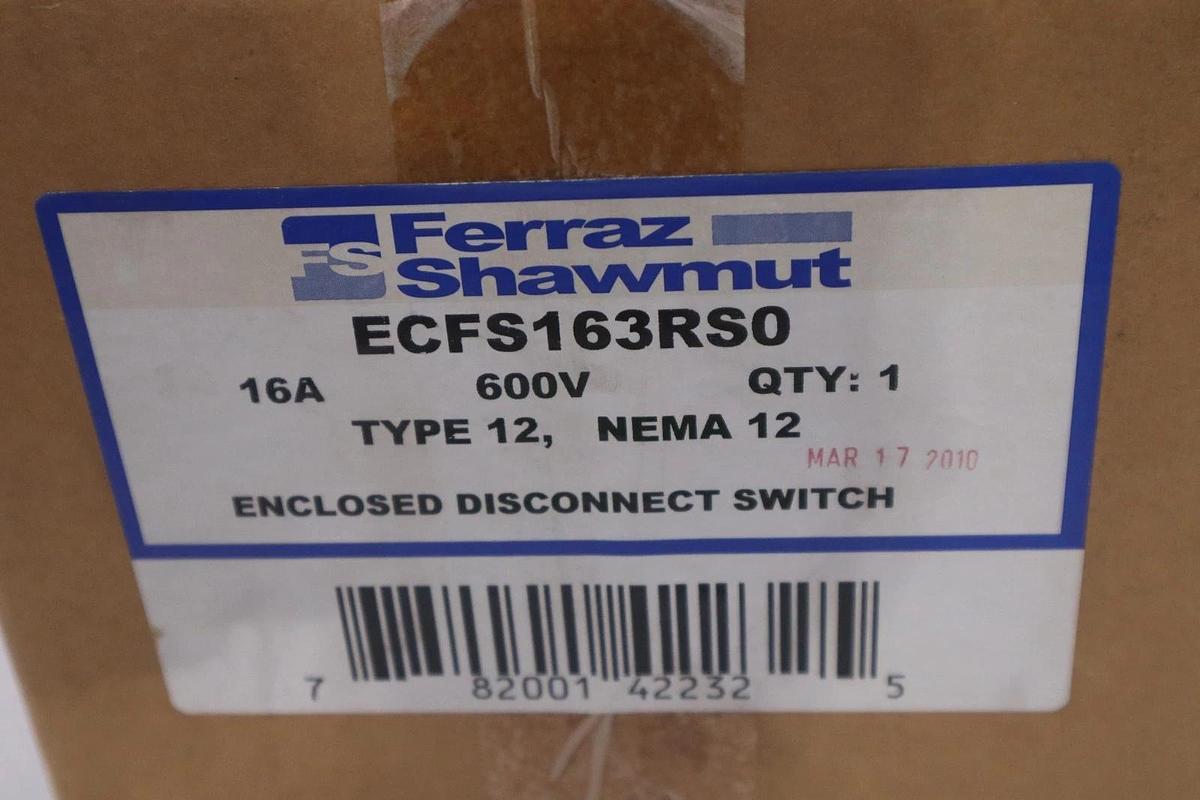 FS Ferraz
Shawmut
ECFS163RS0
16A 600V QTY: 1
TYPE 12, NEMA 12
MAR 17 2010
ENCLOSED DISCONNECT SWITCH
7 82001 42232 5